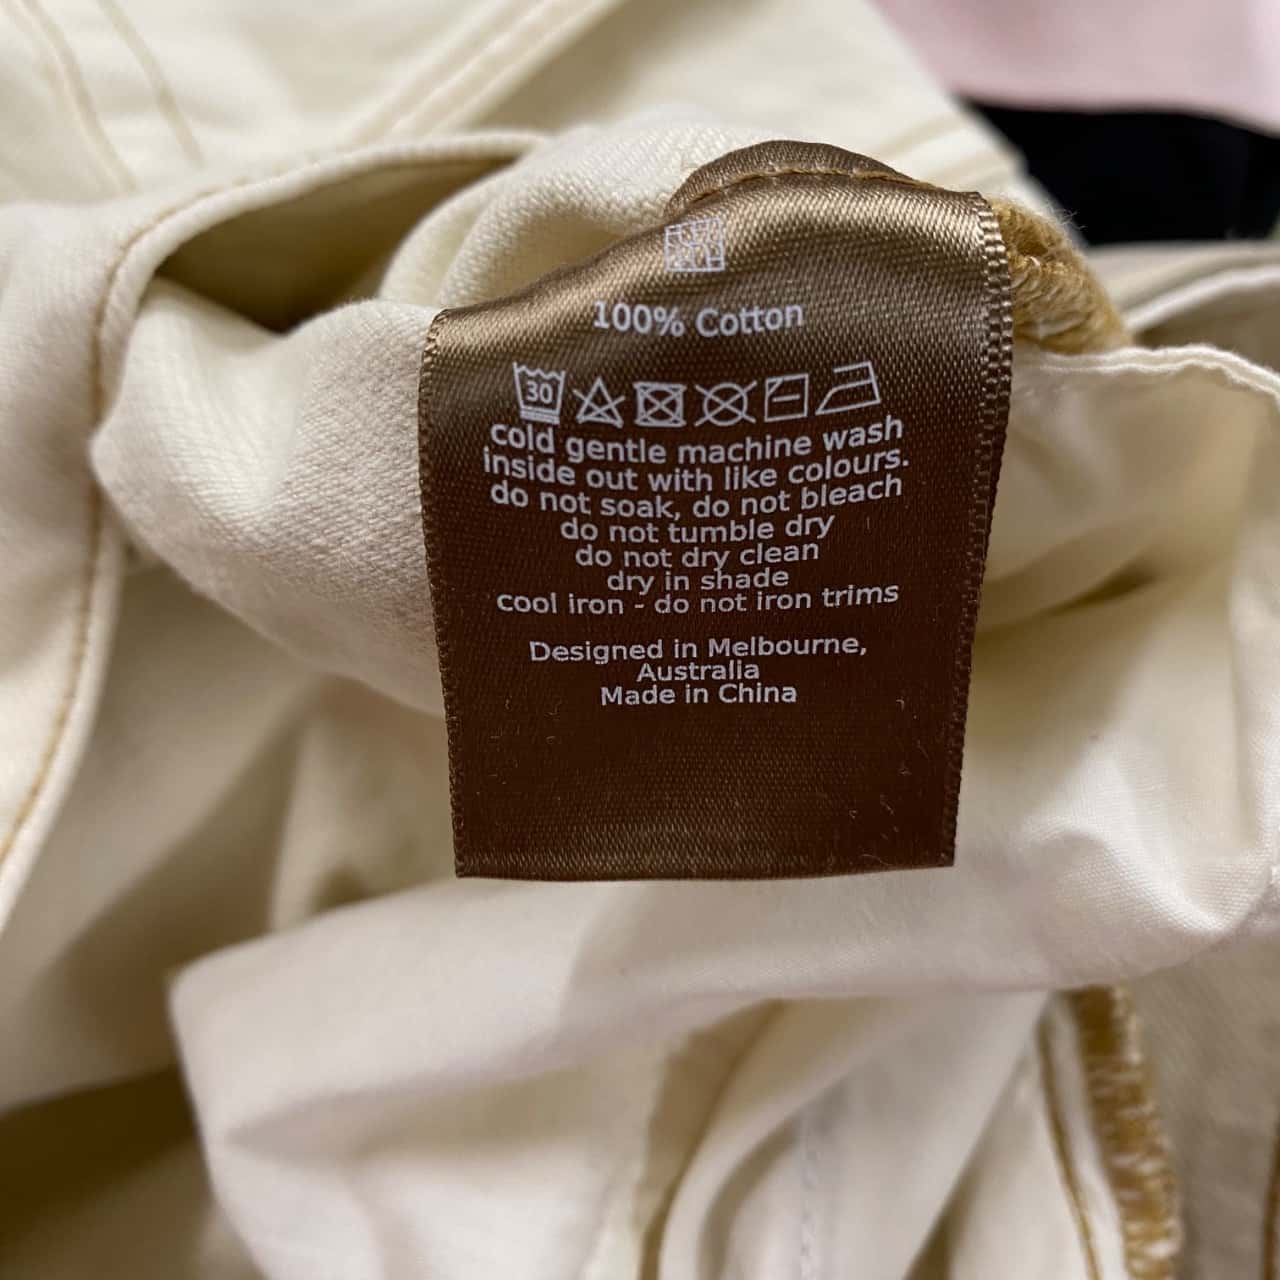 100% Cotton
30
cold gentle machine wash
inside out with like colours.
do not soak, do not bleach
do not tumble dry
do not dry clean
dry in shade
cool iron - do not iron trims
Designed in Melbourne,
Australia
Made in China